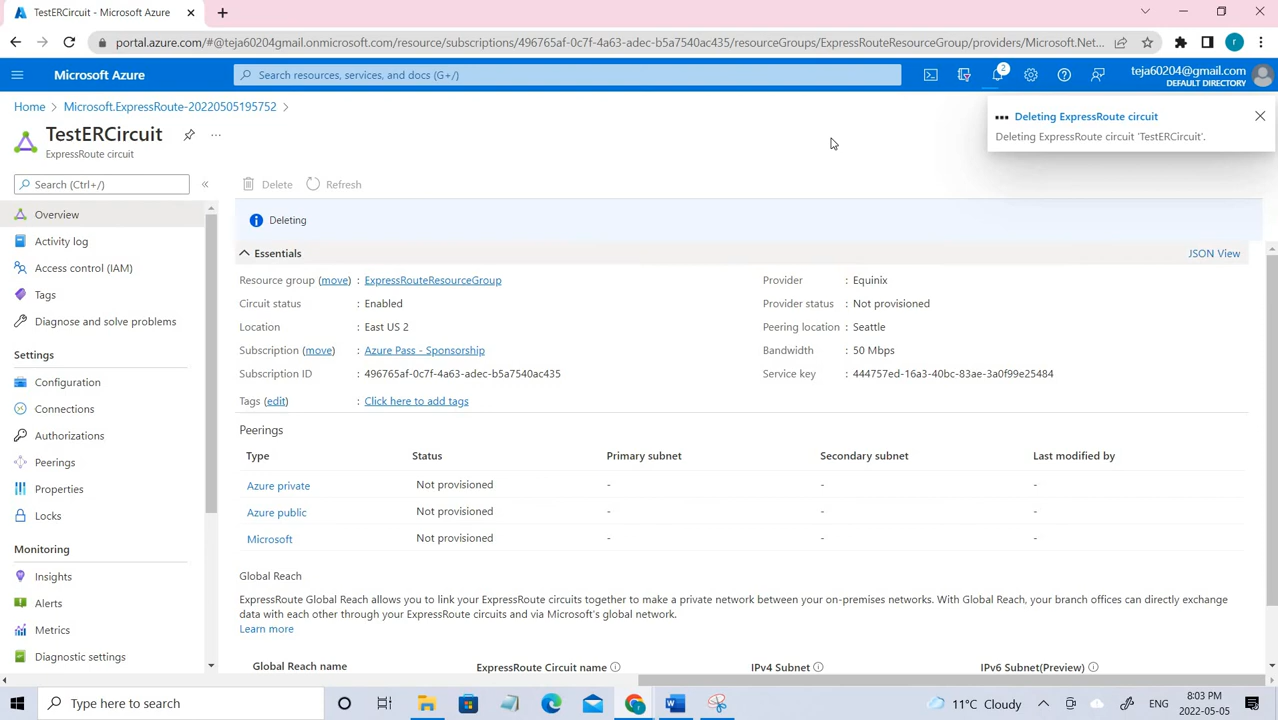 TestERCircuit - Microsoft Azure
portal.azure.com/#@teja60204gmail.onmicrosoft.com/resource/subscriptions/496765af-0c7f-4a63-adec-b5a7540ac435/resourceGroups/ExpressRouteResourceGroup/providers/Microsoft.Net...
r
Microsoft Azure
Search resources, services, and docs (G+/)
2
teja60204@gmail.com
DEFAULT DIRECTORY
Home
Microsoft.ExpressRoute-20220505195752
Deleting ExpressRoute circuit
Deleting ExpressRoute circuit 'TestERCircuit'.
TestERCircuit
ExpressRoute circuit
Search (Ctrl+/)
Delete
Refresh
Overview
Activity log
Access control (IAM)
Tags
Diagnose and solve problems
Settings
Configuration
Connections
Authorizations
Peerings
Properties
Locks
Monitoring
Insights
Alerts
Metrics
Diagnostic settings
Deleting
Essentials
JSON View
Resource group (move) : ExpressRouteResourceGroup
Circuit status : Enabled
Location : East US 2
Subscription (move) : Azure Pass - Sponsorship
Subscription ID : 496765af-0c7f-4a63-adec-b5a7540ac435
Tags (edit) : Click here to add tags
Provider : Equinix
Provider status : Not provisioned
Peering location : Seattle
Bandwidth : 50 Mbps
Service key : 444757ed-16a3-40bc-83ae-3a0f99e25484
Peerings
Type Status Primary subnet Secondary subnet Last modified by
Azure private Not provisioned - - -
Azure public Not provisioned - - -
Microsoft Not provisioned - - -
Global Reach
ExpressRoute Global Reach allows you to link your ExpressRoute circuits together to make a private network between your on-premises networks. With Global Reach, your branch offices can directly exchange
data with each other through your ExpressRoute circuits and via Microsoft's global network.
Learn more
Global Reach name ExpressRoute Circuit name IPv4 Subnet IPv6 Subnet(Preview)
Type here to search
11°C Cloudy
8:03 PM
2022-05-05